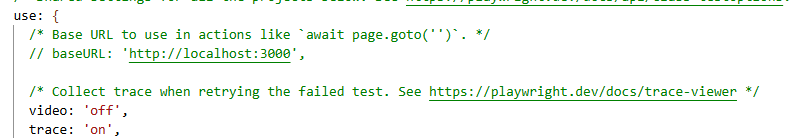 use: {
/* Base URL to use in actions like `await page.goto('')`. */
// baseURL: 'http://localhost:3000',
/* Collect trace when retrying the failed test. See https://playwright.dev/docs/trace-viewer */
video: 'off',
trace: 'on',